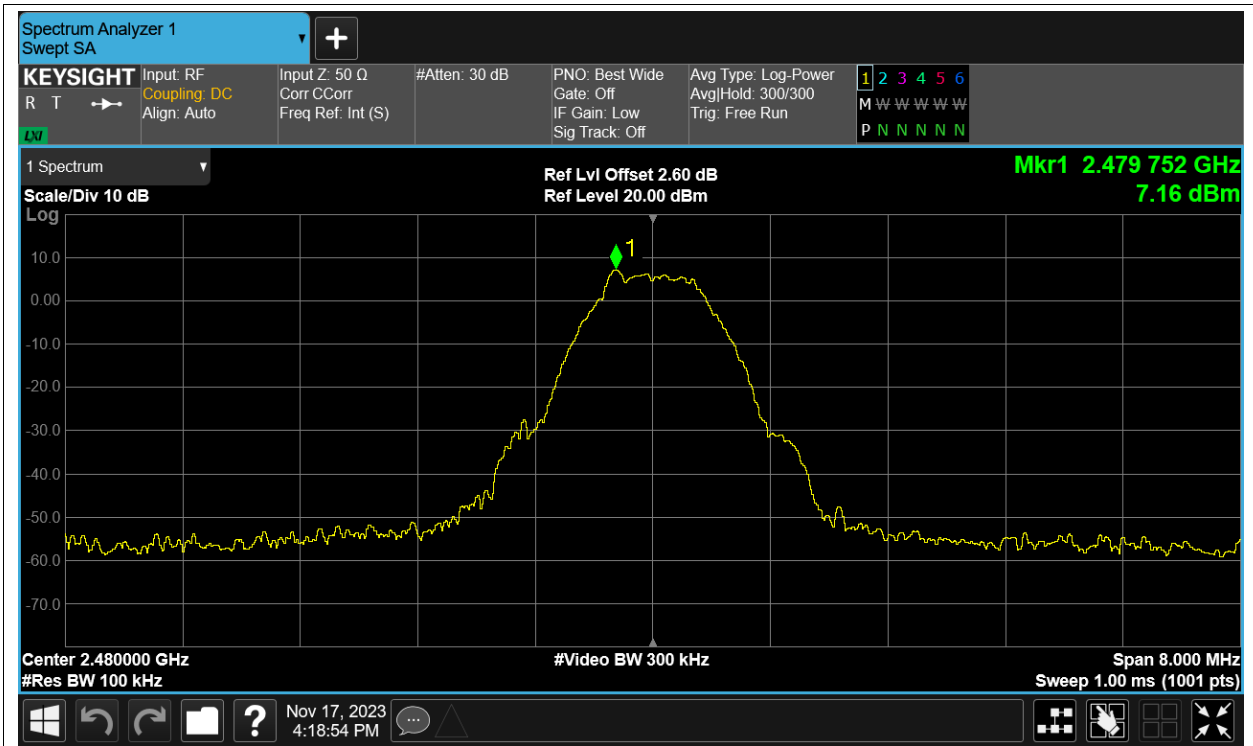 Spectrum Analyzer 1
Swept SA
KEYSIGHT
R T
LXI
Input: RF
Coupling: DC
Align: Auto
Input Z: 50 Ω
Corr CCorr
Freq Ref: Int (S)
#Atten: 30 dB
PNO: Best Wide
Gate: Off
IF Gain: Low
Sig Track: Off
Avg Type: Log-Power
Avg|Hold: 300/300
Trig: Free Run
1 2 3 4 5 6
M W W W W W
P N N N N N
1 Spectrum
Scale/Div 10 dB
Log
Ref Lvl Offset 2.60 dB
Ref Level 20.00 dBm
Mkr1 2.479 752 GHz
7.16 dBm
1
10.0
0.00
-10.0
-20.0
-30.0
-40.0
-50.0
-60.0
-70.0
Center 2.480000 GHz
#Res BW 100 kHz
#Video BW 300 kHz
Span 8.000 MHz
Sweep 1.00 ms (1001 pts)
?
Nov 17, 2023
4:18:54 PM